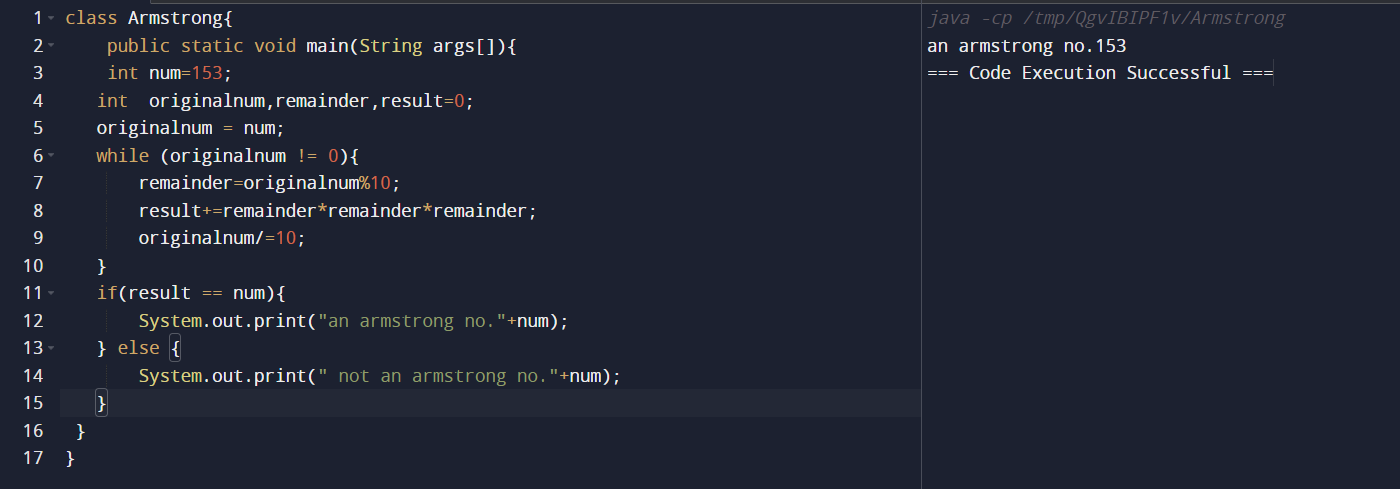 1 class Armstrong{
2 public static void main(String args[]){
3 int num=153;
4 int  originalnum,remainder,result=0;
5 originalnum = num;
6 while (originalnum != 0){
7 remainder=originalnum%10;
8 result+=remainder*remainder*remainder;
9 originalnum/=10;
10 }
11 if(result == num){
12 System.out.print("an armstrong no."+num);
13 } else {
14 System.out.print(" not an armstrong no."+num);
15 }
16 }
17 }
java -cp /tmp/QgvIBIPF1v/Armstrong
an armstrong no.153
=== Code Execution Successful ===